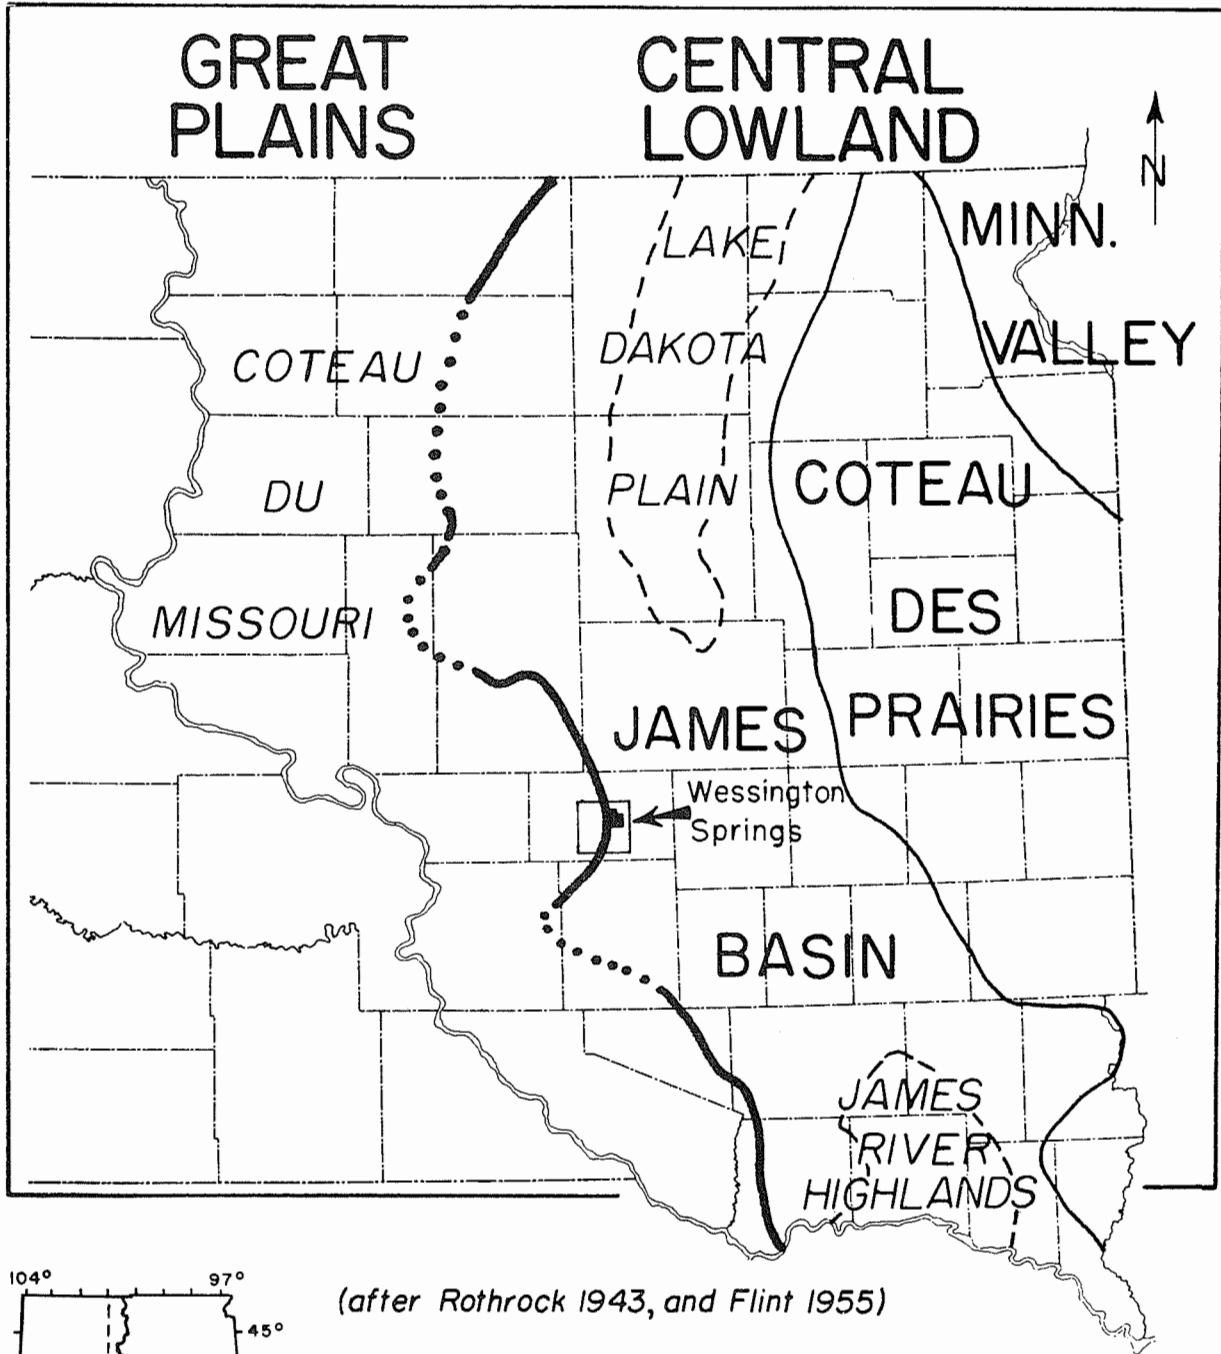 GREAT
PLAINS
CENTRAL
LOWLAND
N
MINN.
VALLEY
LAKE
DAKOTA
PLAIN
COTEAU
DU
MISSOURI
COTEAU
DES
PRAIRIES
JAMES
BASIN
Wessington
Springs
JAMES
RIVER
HIGHLANDS
104° 97°
45°
(after Rothrock 1943, and Flint 1955)